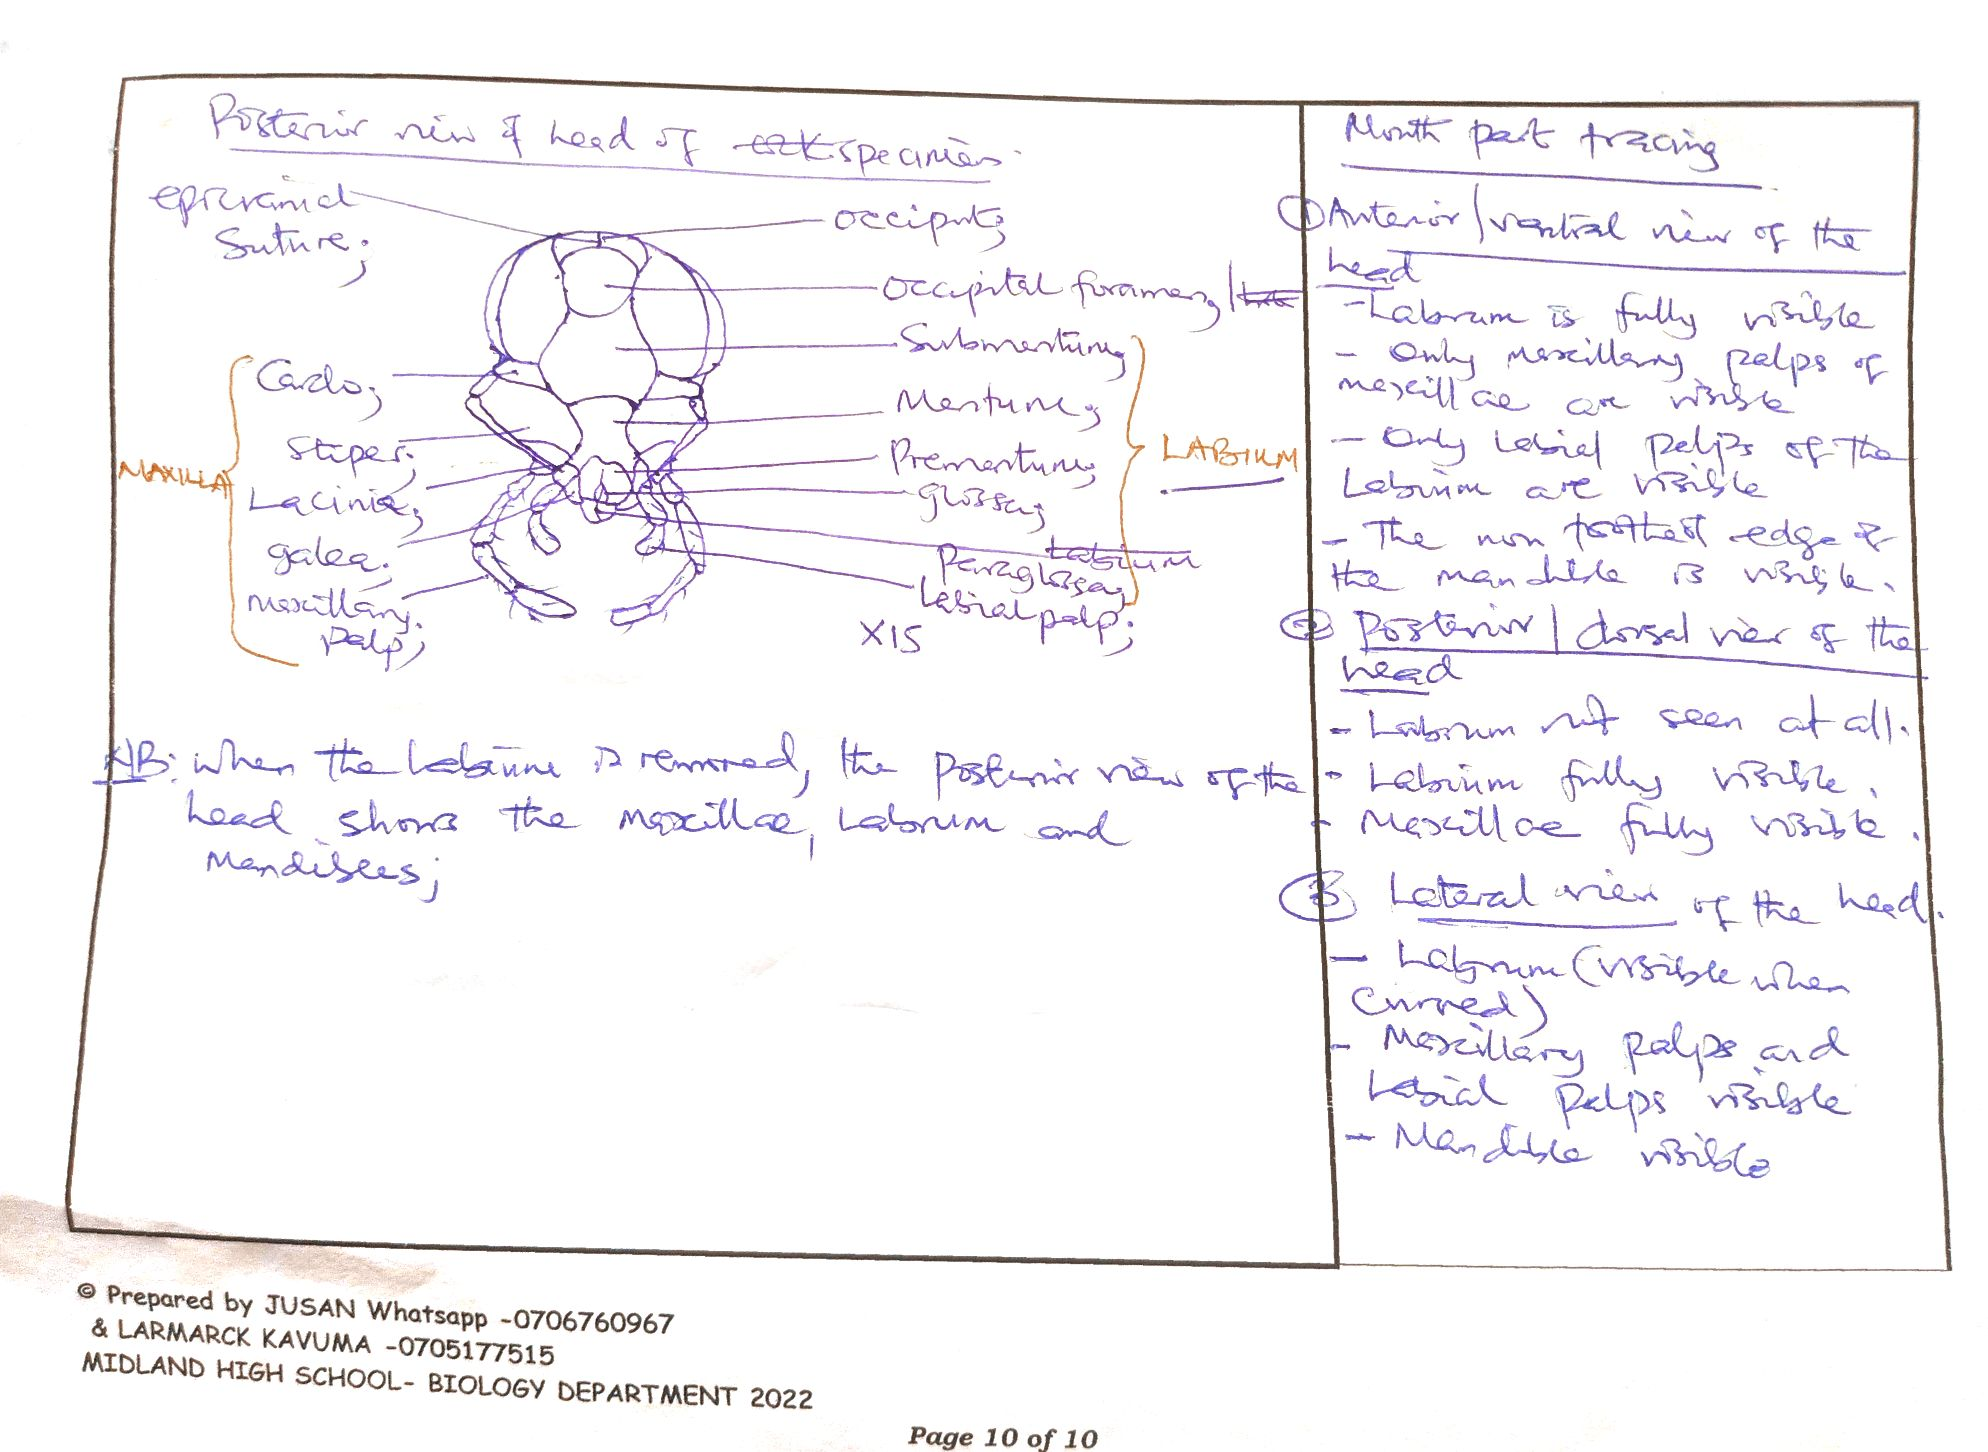 Posterior view of head of specimen.
epicranial
suture;
occiput;
occipital foramen; /
Submentum;
Cardo;
Mentum;
Stipes;
MAXILLA
LABIUM
Prementum;
Lacinia;
glossa;
galea.
Labium
Paraglossa;
maxillary.
palp;
Labial palp;
X15
NB: When the Labium is removed, the posterior view of the
head shows the maxillae, Labrum and
Mandibles;
Mouth part tracing
① Anterior / ventral view of the
head
- Labrum is fully visible
- Only maxillary palps of
maxillae are visible
- Only Labial palps of the
Labium are visible
- The non toothed edge of
the mandible is visible.
② Posterior / dorsal view of the
head
- Labrum not seen at all.
- Labium fully visible.
- Maxillae fully visible.
③ Lateral view of the head.
- Labrum (visible when
curved)
- Maxillary palps and
Labial palps visible
- Mandible visible
© Prepared by JUSAN Whatsapp -0706760967
& LARMARCK KAVUMA -0705177515
MIDLAND HIGH SCHOOL- BIOLOGY DEPARTMENT 2022
Page 10 of 10